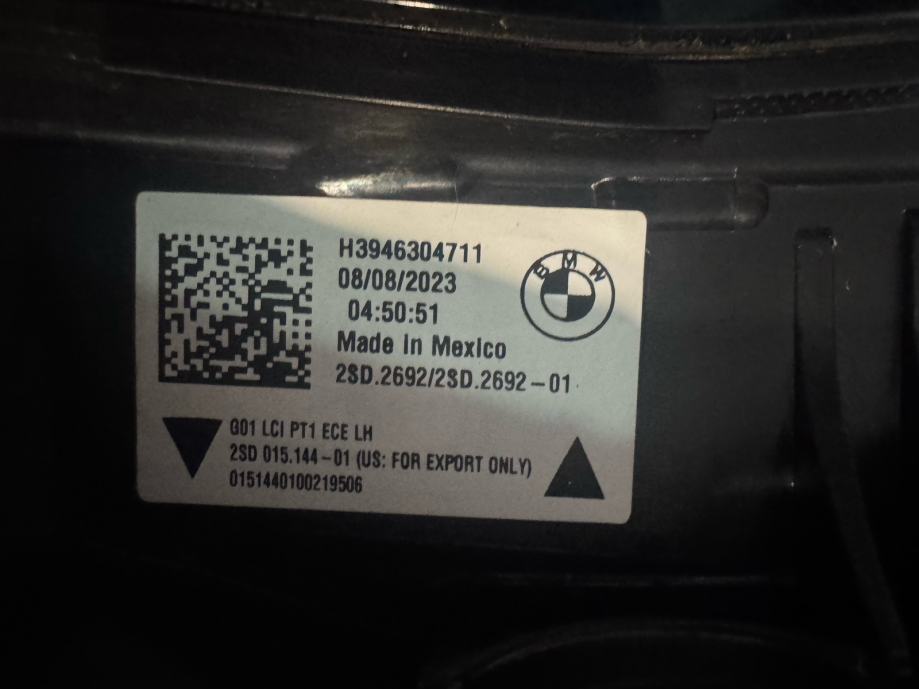 H3946304711
08/08/2023
04:50:51
Made in Mexico
2SD.2692/2SD.2692-01
BMW
G01 LCI PT1 ECE LH
2SD 015.144-01 (US: FOR EXPORT ONLY)
0151440100219506